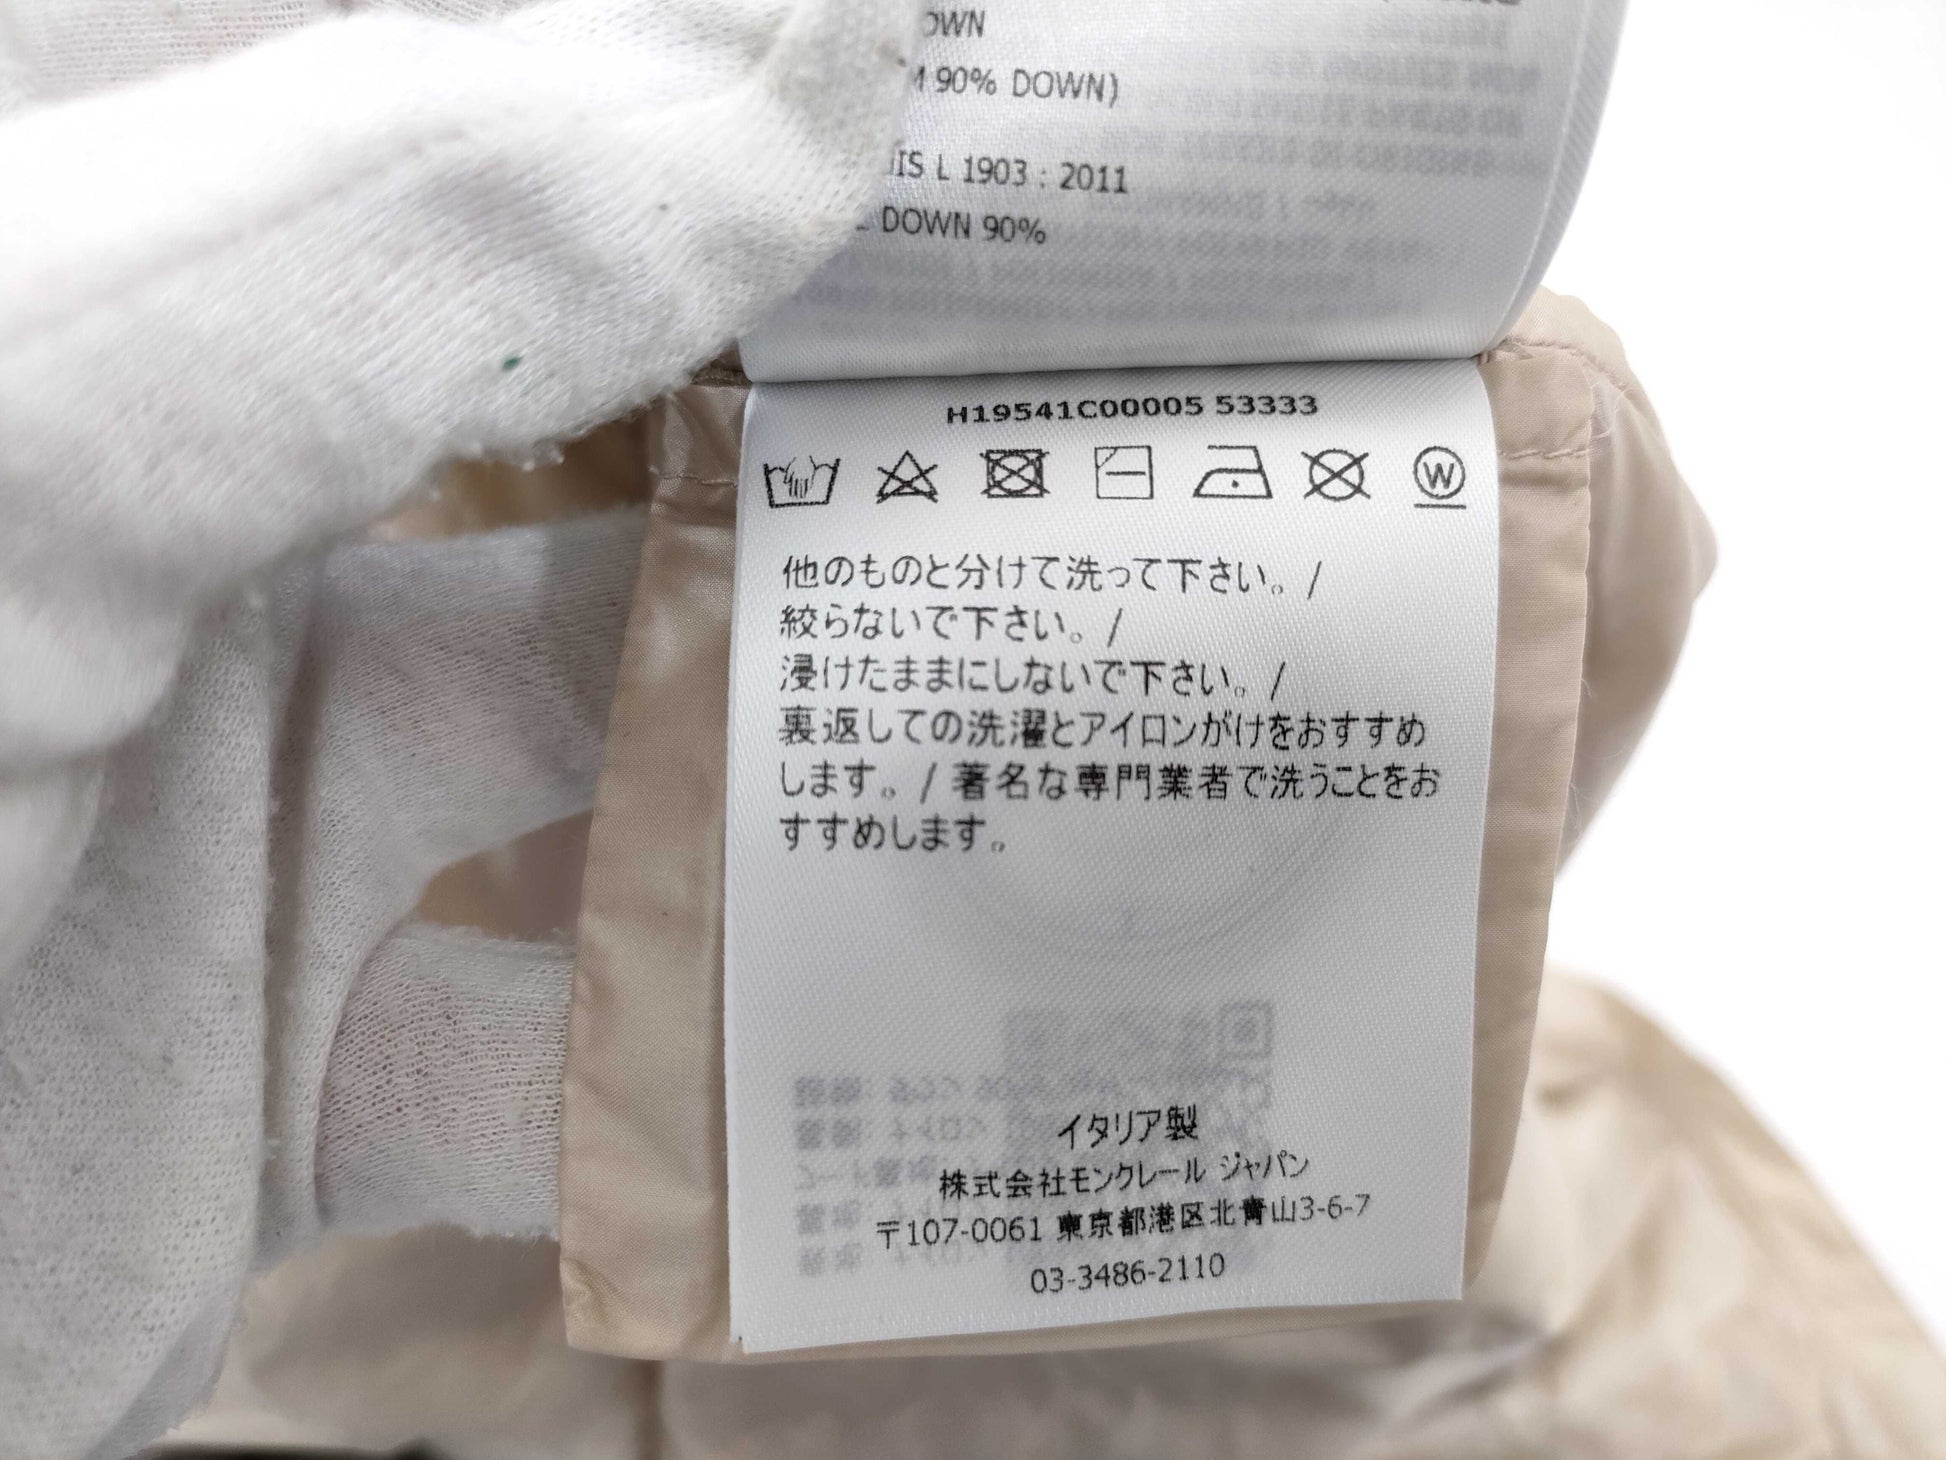 90% DOWN)
L 1903 : 2011
DOWN 90%
H19541C00005 53333
W
他のものと分けて洗って下さい。/
絞らないで下さい。/
浸けたままにしないで下さい。/
裏返しての洗濯とアイロンがけをおすすめ
します。/ 著名な専門業者で洗うことをお
すすめします。
イタリア製
株式会社モンクレール ジャパン
〒107-0061 東京都港区北青山3-6-7
03-3486-2110